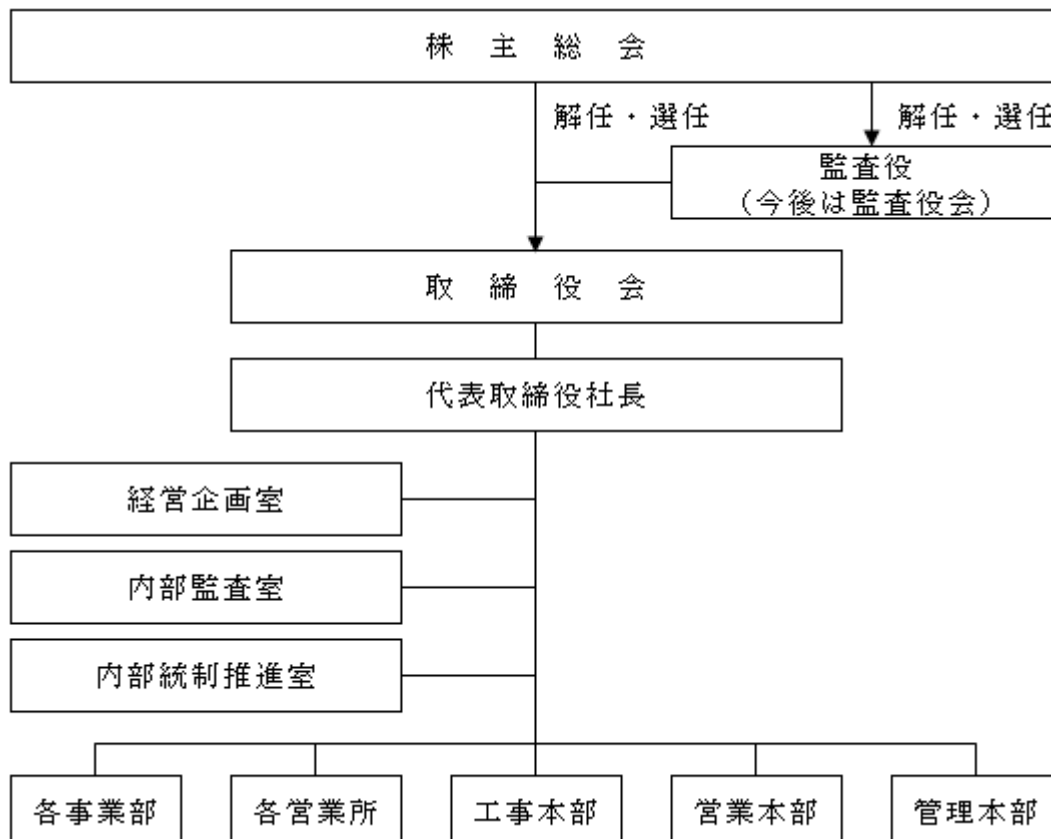 株主総会
解任・選任
解任・選任
監査役
(今後は監査役会)
取締役会
代表取締役社長
経営企画室
内部監査室
内部統制推進室
各事業部
各営業所
工事本部
営業本部
管理本部